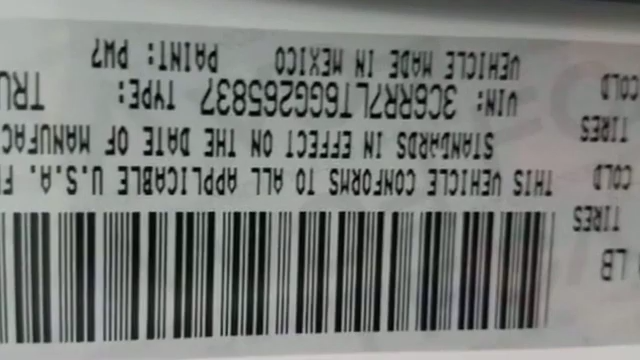 LB
TIRES
COLD
TIRES
COLD
THIS VEHICLE CONFORMS TO ALL APPLICABLE U.S.A. F
STANDARDS IN EFFECT ON THE DATE OF MANUFAC
VIN: 3C6RR7LT6GG265837 TYPE: TRU
VEHICLE MADE IN MEXICO PAINT: PW7